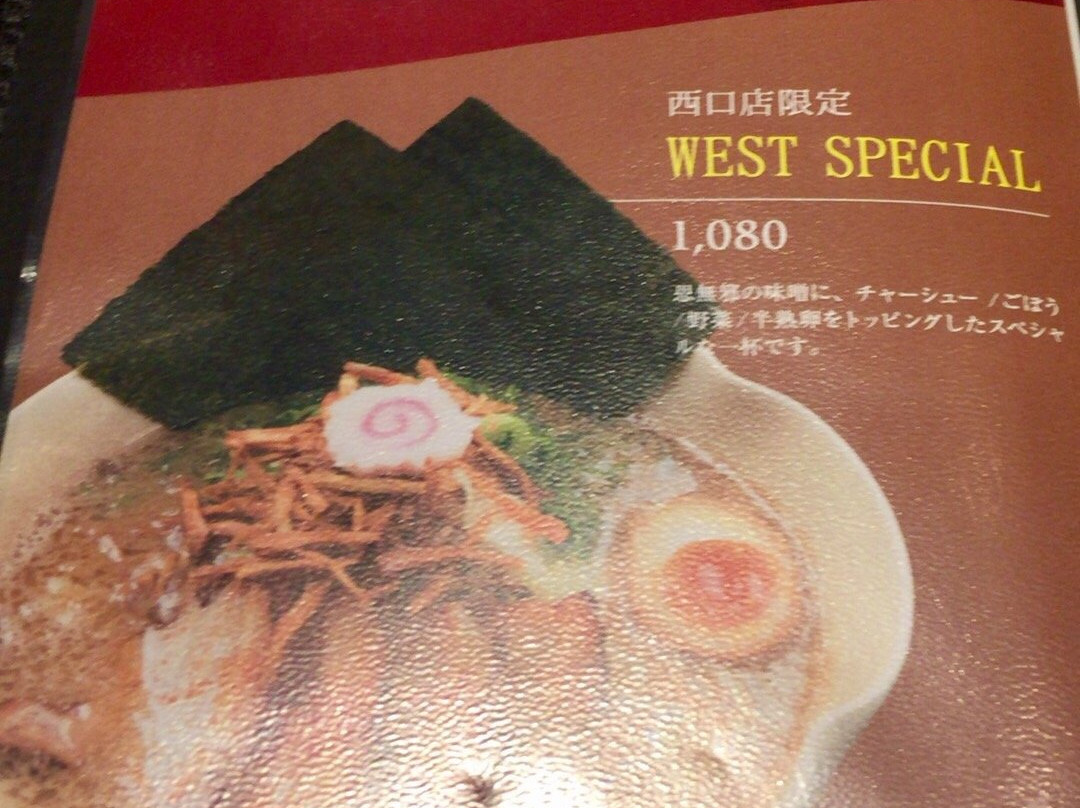 西口店限定
WEST SPECIAL
1,080
思無邪の味噌に、チャーシュー /ごぼう
/野菜/半熟卵をトッピングしたスペシャ
ルな一杯です。